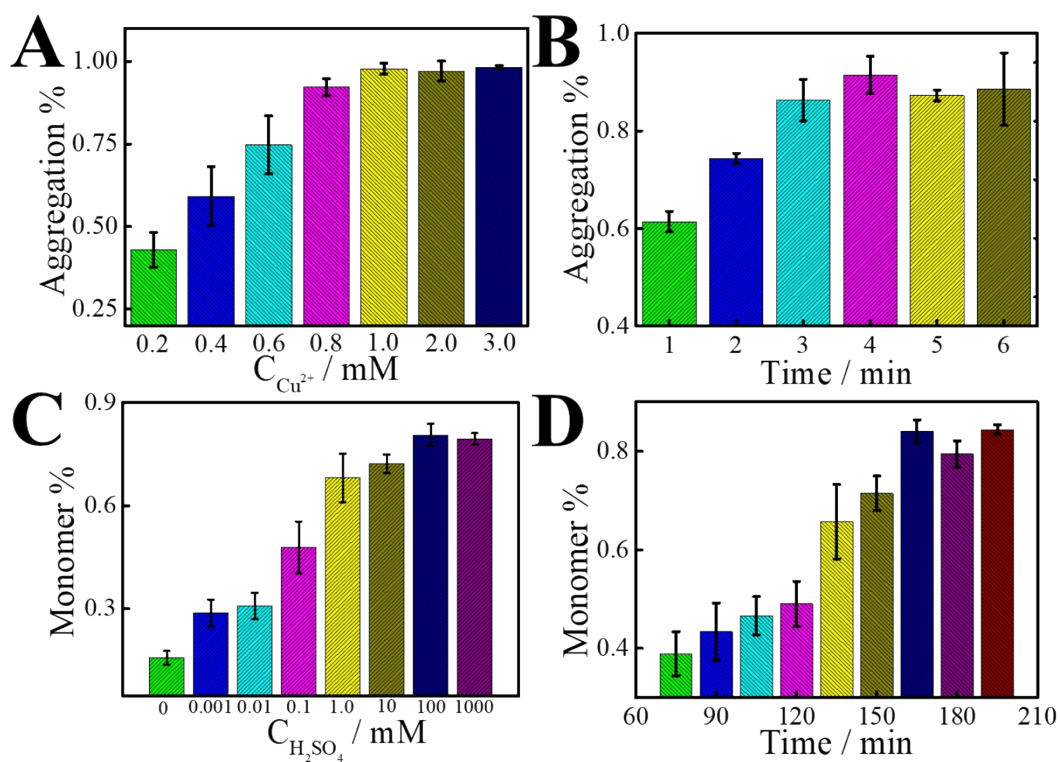 A
Aggregation %
1.00
0.75
0.50
0.25
0.2 0.4 0.6 0.8 1.0 2.0 3.0
C Cu²⁺ / mM
B
Aggregation %
1.0
0.8
0.6
0.4
1 2 3 4 5 6
Time / min
C
Monomer %
0.9
0.6
0.3
0 0.001 0.01 0.1 1.0 10 100 1000
C H₂SO₄ / mM
D
Monomer %
0.8
0.6
0.4
60 90 120 150 180 210
Time / min